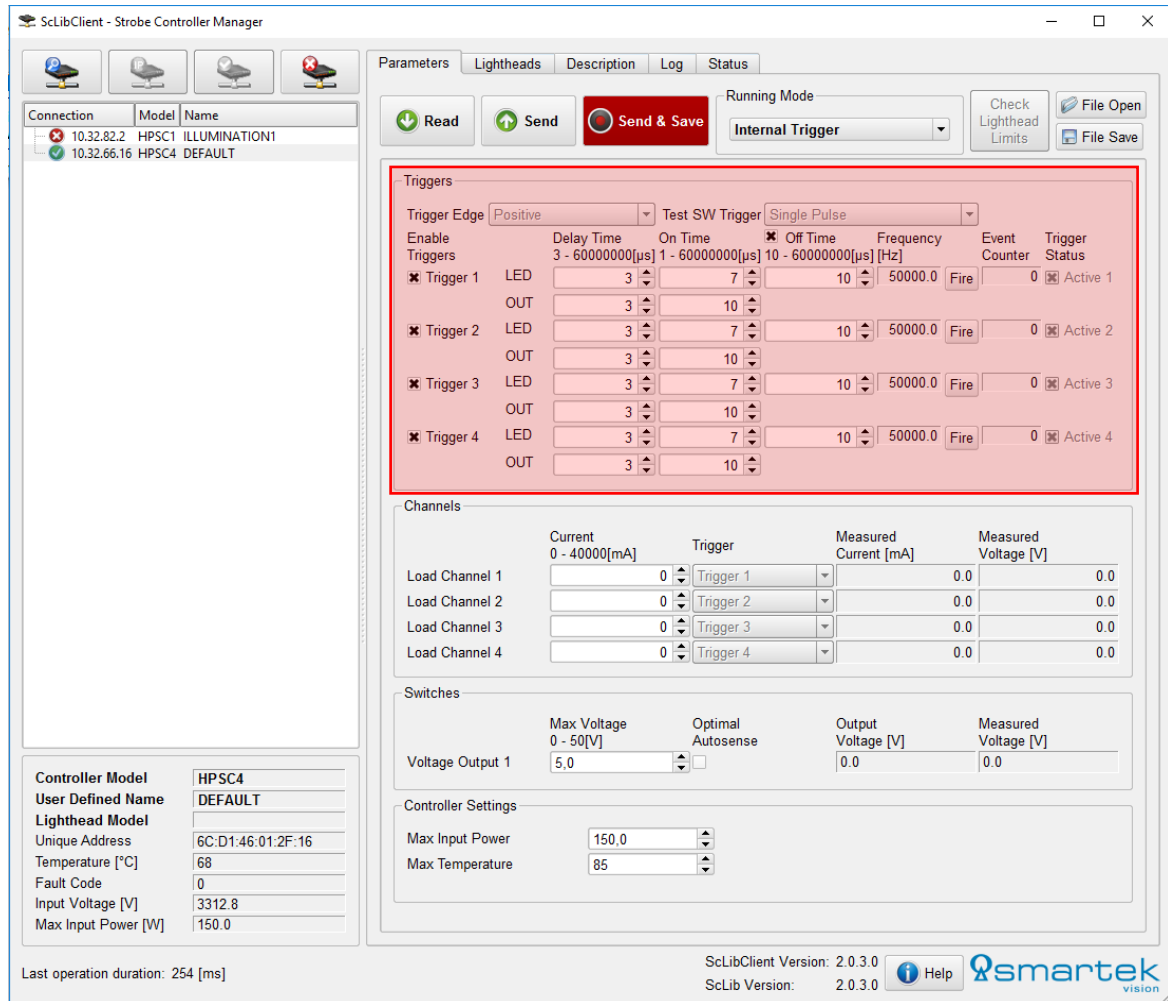 ScLibClient - Strobe Controller Manager
Connection Model Name
10.32.82.2 HPSC1 ILLUMINATION1
10.32.66.16 HPSC4 DEFAULT
Controller Model HPSC4
User Defined Name DEFAULT
Lighthead Model
Unique Address 6C:D1:46:01:2F:16
Temperature [°C] 68
Fault Code 0
Input Voltage [V] 3312.8
Max Input Power [W] 150.0
Last operation duration: 254 [ms]
Parameters Lightheads Description Log Status
Read Send Send & Save
Running Mode
Internal Trigger
Check
Lighthead
Limits
File Open
File Save
Triggers
Trigger Edge Positive Test SW Trigger Single Pulse
Enable Delay Time On Time Off Time Frequency Event Trigger
Triggers 3 - 60000000[µs] 1 - 60000000[µs] 10 - 60000000[µs] [Hz] Counter Status
Trigger 1 LED 3 7 10 50000.0 Fire 0 Active 1
OUT 3 10
Trigger 2 LED 3 7 10 50000.0 Fire 0 Active 2
OUT 3 10
Trigger 3 LED 3 7 10 50000.0 Fire 0 Active 3
OUT 3 10
Trigger 4 LED 3 7 10 50000.0 Fire 0 Active 4
OUT 3 10
Channels
Current Trigger Measured Measured
0 - 40000[mA] Current [mA] Voltage [V]
Load Channel 1 0 Trigger 1 0.0 0.0
Load Channel 2 0 Trigger 2 0.0 0.0
Load Channel 3 0 Trigger 3 0.0 0.0
Load Channel 4 0 Trigger 4 0.0 0.0
Switches
Max Voltage Optimal Output Measured
0 - 50[V] Autosense Voltage [V] Voltage [V]
Voltage Output 1 5,0 0.0 0.0
Controller Settings
Max Input Power 150,0
Max Temperature 85
ScLibClient Version: 2.0.3.0
ScLib Version: 2.0.3.0
Help
smartek
vision